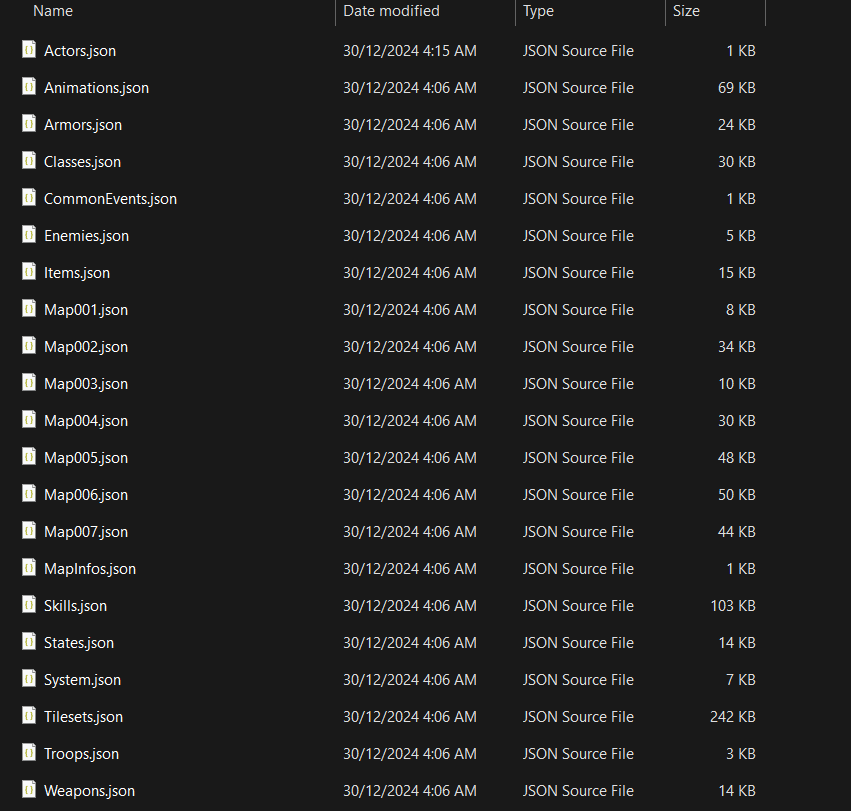 Name Date modified Type Size
Actors.json 30/12/2024 4:15 AM JSON Source File 1 KB
Animations.json 30/12/2024 4:06 AM JSON Source File 69 KB
Armors.json 30/12/2024 4:06 AM JSON Source File 24 KB
Classes.json 30/12/2024 4:06 AM JSON Source File 30 KB
CommonEvents.json 30/12/2024 4:06 AM JSON Source File 1 KB
Enemies.json 30/12/2024 4:06 AM JSON Source File 5 KB
Items.json 30/12/2024 4:06 AM JSON Source File 15 KB
Map001.json 30/12/2024 4:06 AM JSON Source File 8 KB
Map002.json 30/12/2024 4:06 AM JSON Source File 34 KB
Map003.json 30/12/2024 4:06 AM JSON Source File 10 KB
Map004.json 30/12/2024 4:06 AM JSON Source File 30 KB
Map005.json 30/12/2024 4:06 AM JSON Source File 48 KB
Map006.json 30/12/2024 4:06 AM JSON Source File 50 KB
Map007.json 30/12/2024 4:06 AM JSON Source File 44 KB
MapInfos.json 30/12/2024 4:06 AM JSON Source File 1 KB
Skills.json 30/12/2024 4:06 AM JSON Source File 103 KB
States.json 30/12/2024 4:06 AM JSON Source File 14 KB
System.json 30/12/2024 4:06 AM JSON Source File 7 KB
Tilesets.json 30/12/2024 4:06 AM JSON Source File 242 KB
Troops.json 30/12/2024 4:06 AM JSON Source File 3 KB
Weapons.json 30/12/2024 4:06 AM JSON Source File 14 KB